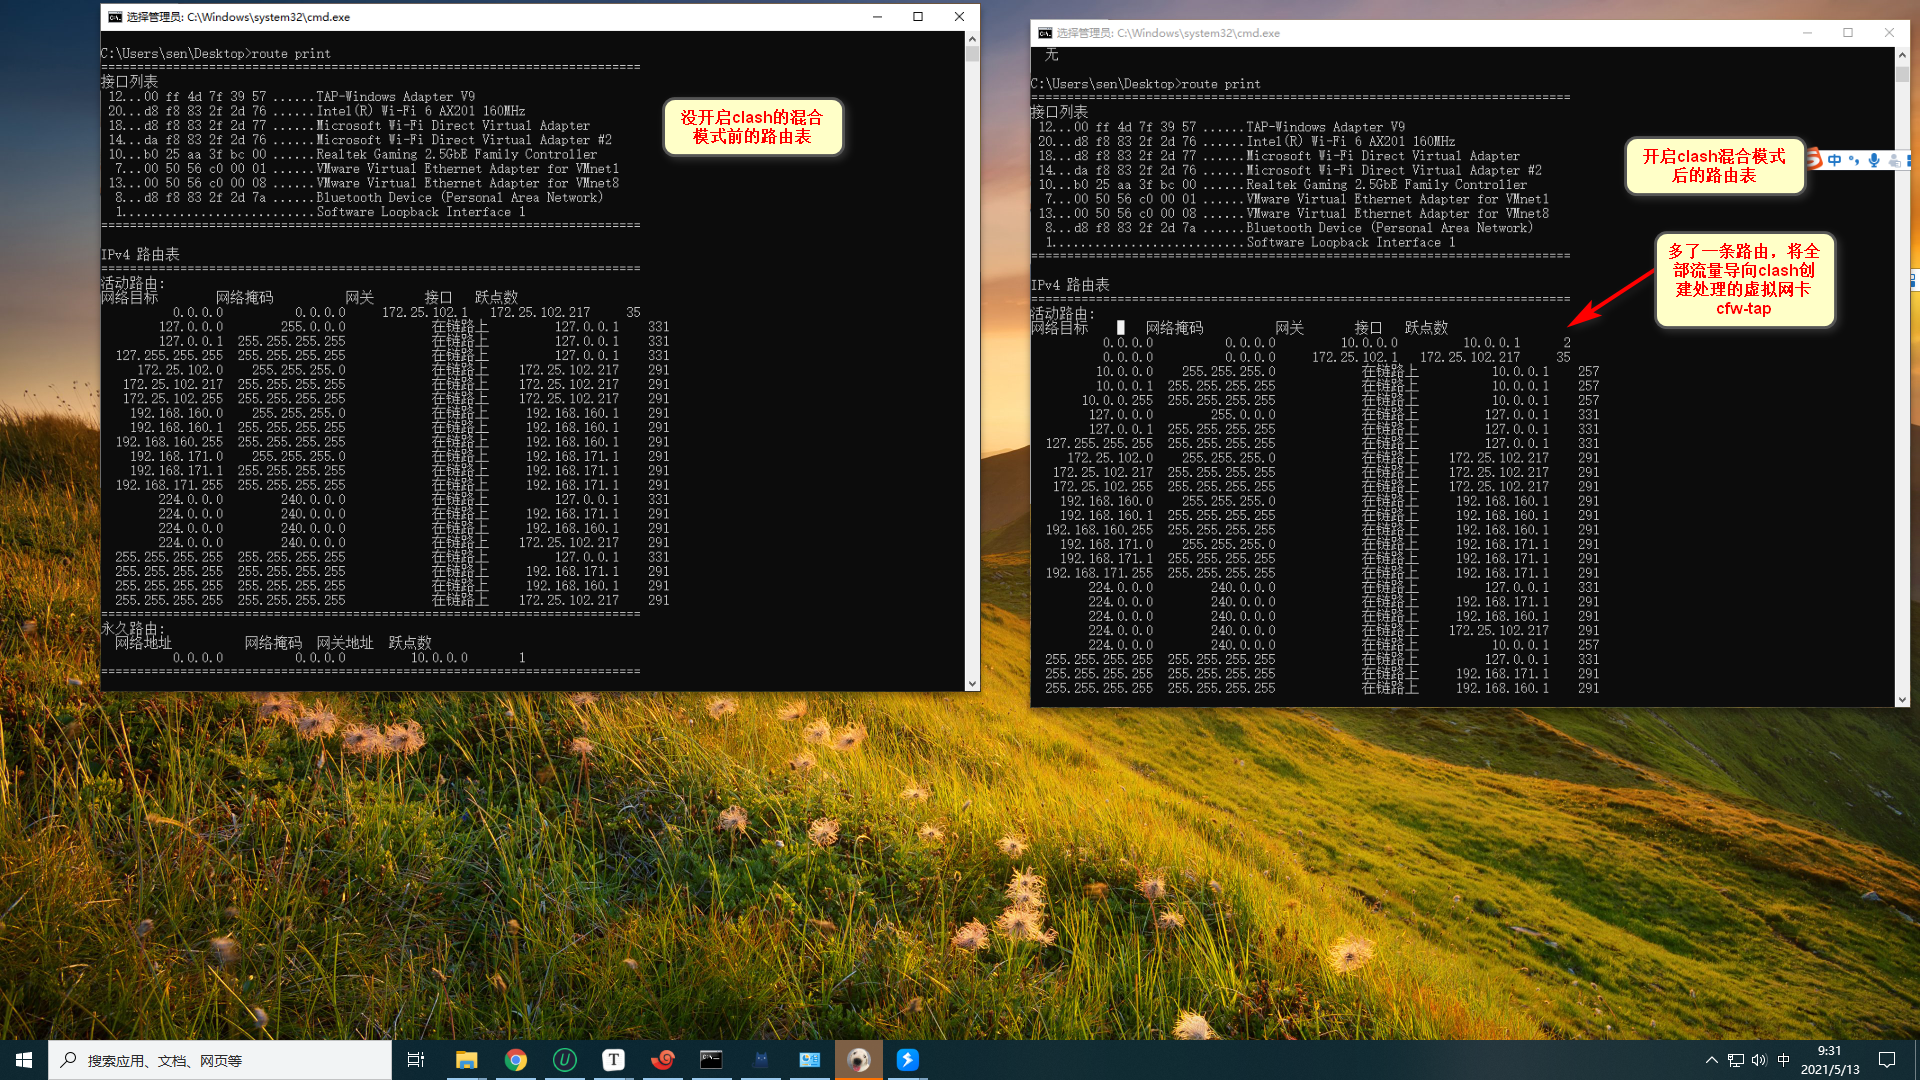 选择管理员: C:\Windows\system32\cmd.exe
C:\Users\sen\Desktop>route print
===========================================================================
接口列表
12...00 ff 4d 7f 39 57 ......TAP-Windows Adapter V9
20...d8 f8 83 2f 2d 76 ......Intel(R) Wi-Fi 6 AX201 160MHz
18...d8 f8 83 2f 2d 77 ......Microsoft Wi-Fi Direct Virtual Adapter
14...da f8 83 2f 2d 76 ......Microsoft Wi-Fi Direct Virtual Adapter #2
10...b0 25 aa 3f bc 00 ......Realtek Gaming 2.5GbE Family Controller
7...00 50 56 c0 00 01 ......VMware Virtual Ethernet Adapter for VMnet1
13...00 50 56 c0 00 08 ......VMware Virtual Ethernet Adapter for VMnet8
8...d8 f8 83 2f 2d 7a ......Bluetooth Device (Personal Area Network)
1...........................Software Loopback Interface 1
===========================================================================
IPv4 路由表
===========================================================================
活动路由:
网络目标 网络掩码 网关 接口 跃点数
0.0.0.0 0.0.0.0 172.25.102.1 172.25.102.217 35
127.0.0.0 255.0.0.0 在链路上 127.0.0.1 331
127.0.0.1 255.255.255.255 在链路上 127.0.0.1 331
127.255.255.255 255.255.255.255 在链路上 127.0.0.1 331
172.25.102.0 255.255.255.0 在链路上 172.25.102.217 291
172.25.102.217 255.255.255.255 在链路上 172.25.102.217 291
172.25.102.255 255.255.255.255 在链路上 172.25.102.217 291
192.168.160.0 255.255.255.0 在链路上 192.168.160.1 291
192.168.160.1 255.255.255.255 在链路上 192.168.160.1 291
192.168.160.255 255.255.255.255 在链路上 192.168.160.1 291
192.168.171.0 255.255.255.0 在链路上 192.168.171.1 291
192.168.171.1 255.255.255.255 在链路上 192.168.171.1 291
192.168.171.255 255.255.255.255 在链路上 192.168.171.1 291
224.0.0.0 240.0.0.0 在链路上 127.0.0.1 331
224.0.0.0 240.0.0.0 在链路上 192.168.171.1 291
224.0.0.0 240.0.0.0 在链路上 192.168.160.1 291
224.0.0.0 240.0.0.0 在链路上 172.25.102.217 291
255.255.255.255 255.255.255.255 在链路上 127.0.0.1 331
255.255.255.255 255.255.255.255 在链路上 192.168.171.1 291
255.255.255.255 255.255.255.255 在链路上 192.168.160.1 291
255.255.255.255 255.255.255.255 在链路上 172.25.102.217 291
===========================================================================
永久路由:
网络地址 网络掩码 网关地址 跃点数
0.0.0.0 0.0.0.0 10.0.0.0 1
===========================================================================
没开启clash的混合
模式前的路由表
选择管理员: C:\Windows\system32\cmd.exe
无
C:\Users\sen\Desktop>route print
===========================================================================
接口列表
12...00 ff 4d 7f 39 57 ......TAP-Windows Adapter V9
20...d8 f8 83 2f 2d 76 ......Intel(R) Wi-Fi 6 AX201 160MHz
18...d8 f8 83 2f 2d 77 ......Microsoft Wi-Fi Direct Virtual Adapter
14...da f8 83 2f 2d 76 ......Microsoft Wi-Fi Direct Virtual Adapter #2
10...b0 25 aa 3f bc 00 ......Realtek Gaming 2.5GbE Family Controller
7...00 50 56 c0 00 01 ......VMware Virtual Ethernet Adapter for VMnet1
13...00 50 56 c0 00 08 ......VMware Virtual Ethernet Adapter for VMnet8
8...d8 f8 83 2f 2d 7a ......Bluetooth Device (Personal Area Network)
1...........................Software Loopback Interface 1
===========================================================================
IPv4 路由表
===========================================================================
活动路由:
网络目标 网络掩码 网关 接口 跃点数
0.0.0.0 0.0.0.0 10.0.0.0 10.0.0.1 2
0.0.0.0 0.0.0.0 172.25.102.1 172.25.102.217 35
10.0.0.0 255.255.255.0 在链路上 10.0.0.1 257
10.0.0.1 255.255.255.255 在链路上 10.0.0.1 257
10.0.0.255 255.255.255.255 在链路上 10.0.0.1 257
127.0.0.0 255.0.0.0 在链路上 127.0.0.1 331
127.0.0.1 255.255.255.255 在链路上 127.0.0.1 331
127.255.255.255 255.255.255.255 在链路上 127.0.0.1 331
172.25.102.0 255.255.255.0 在链路上 172.25.102.217 291
172.25.102.217 255.255.255.255 在链路上 172.25.102.217 291
172.25.102.255 255.255.255.255 在链路上 172.25.102.217 291
192.168.160.0 255.255.255.0 在链路上 192.168.160.1 291
192.168.160.1 255.255.255.255 在链路上 192.168.160.1 291
192.168.160.255 255.255.255.255 在链路上 192.168.160.1 291
192.168.171.0 255.255.255.0 在链路上 192.168.171.1 291
192.168.171.1 255.255.255.255 在链路上 192.168.171.1 291
192.168.171.255 255.255.255.255 在链路上 192.168.171.1 291
224.0.0.0 240.0.0.0 在链路上 127.0.0.1 331
224.0.0.0 240.0.0.0 在链路上 192.168.171.1 291
224.0.0.0 240.0.0.0 在链路上 192.168.160.1 291
224.0.0.0 240.0.0.0 在链路上 172.25.102.217 291
224.0.0.0 240.0.0.0 在链路上 10.0.0.1 257
255.255.255.255 255.255.255.255 在链路上 127.0.0.1 331
255.255.255.255 255.255.255.255 在链路上 192.168.171.1 291
255.255.255.255 255.255.255.255 在链路上 192.168.160.1 291
开启clash混合模式
后的路由表
中
多了一条路由，将全
部流量导向clash创
建处理的虚拟网卡
cfw-tap
搜索应用、文档、网页等
T
中
9:31
2021/5/13